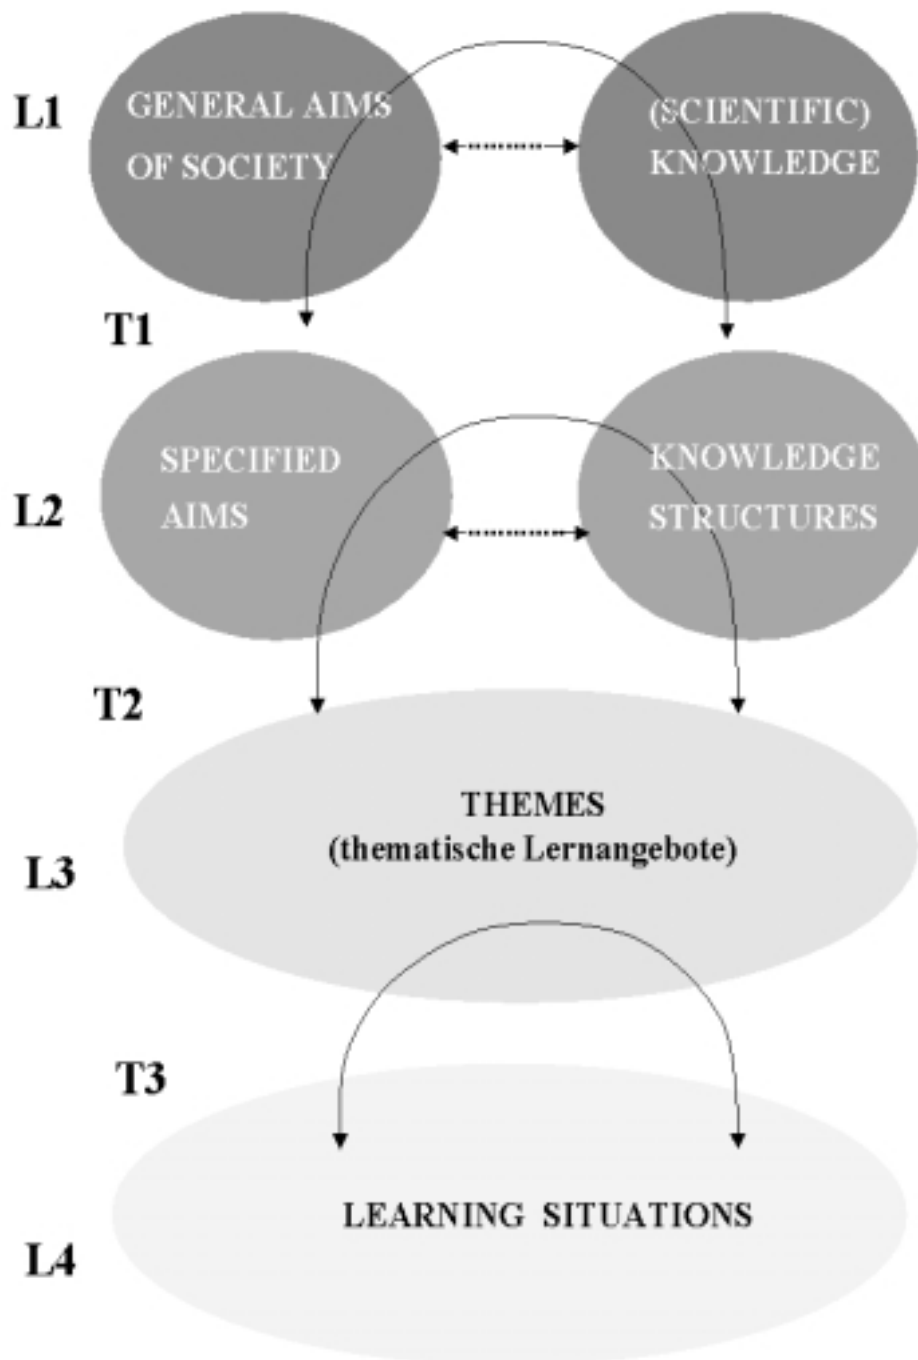 L1
GENERAL AIMS
OF SOCIETY
(SCIENTIFIC)
KNOWLEDGE
T1
L2
SPECIFIED
AIMS
KNOWLEDGE
STRUCTURES
T2
L3
THEMES
(thematische Lernangebote)
T3
L4
LEARNING SITUATIONS